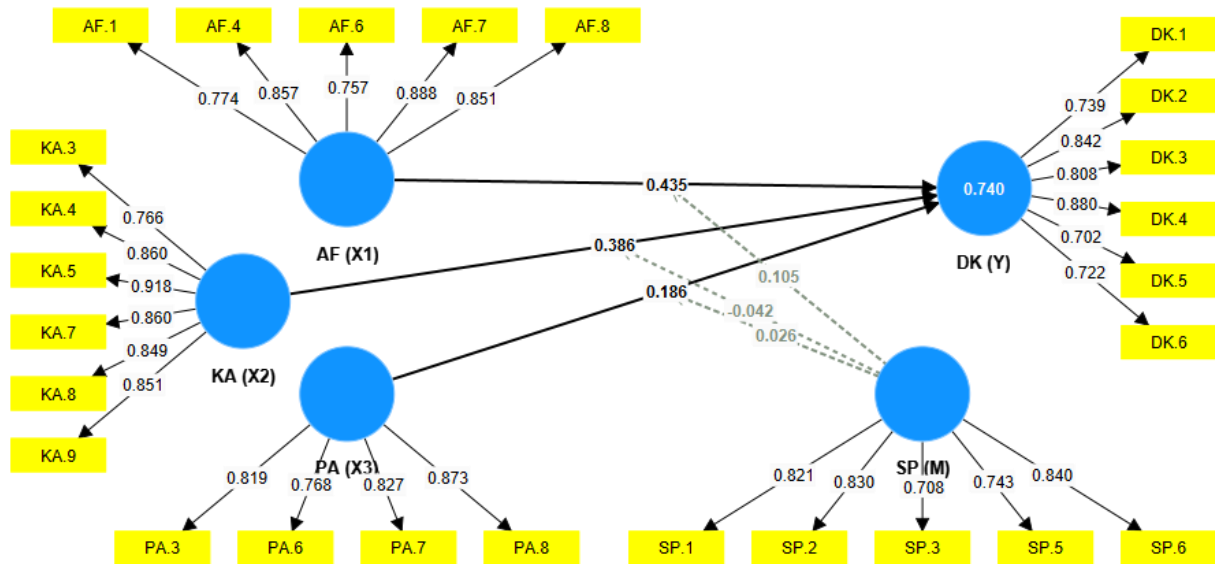 AF.1
AF.4
AF.6
AF.7
AF.8
0.774
0.857
0.757
0.888
0.851
AF (X1)
KA.3
KA.4
KA.5
KA.7
KA.8
KA.9
0.766
0.860
0.918
0.860
0.849
0.851
KA (X2)
PA (X3)
0.819
0.768
0.827
0.873
PA.3
PA.6
PA.7
PA.8
0.435
0.386
0.186
0.105
-0.042
0.026
0.740
DK (Y)
0.739
0.842
0.808
0.880
0.702
0.722
DK.1
DK.2
DK.3
DK.4
DK.5
DK.6
SP (M)
0.821
0.830
0.708
0.743
0.840
SP.1
SP.2
SP.3
SP.5
SP.6